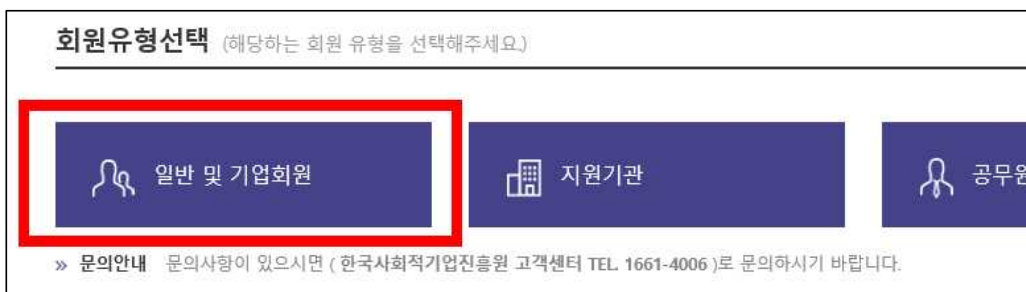 회원유형선택 (해당하는 회원 유형을 선택해주세요.)
일반 및 기업회원
지원기관
공무원
» 문의안내 문의사항이 있으시면 ( 한국사회적기업진흥원 고객센터 TEL. 1661-4006 )로 문의하시기 바랍니다.